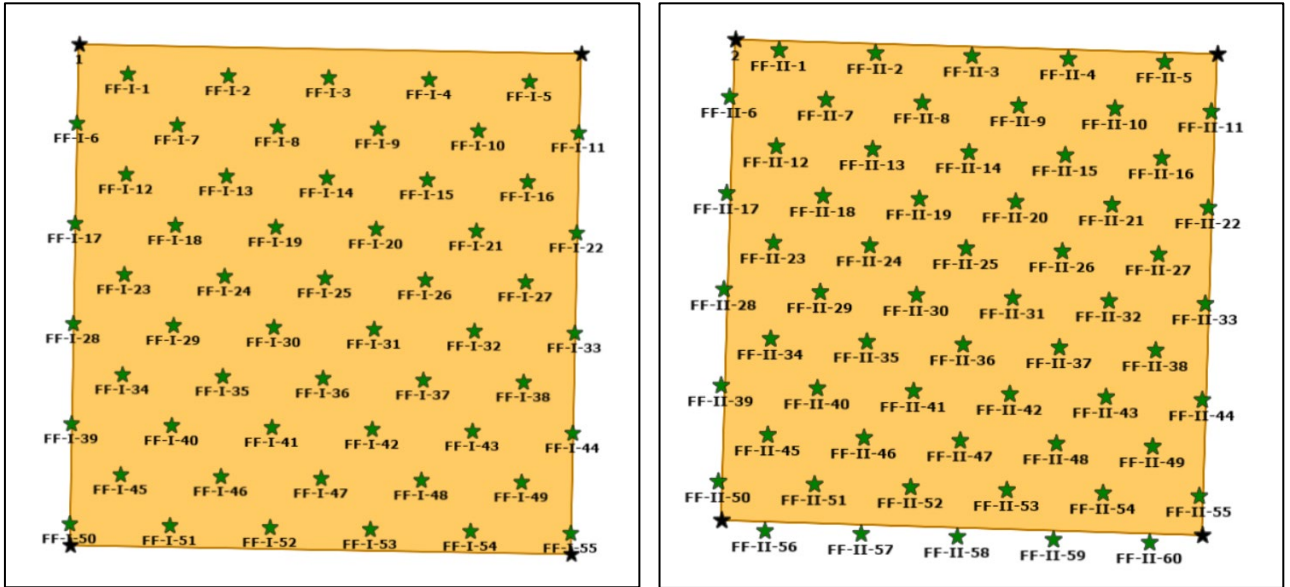 1
FF-I-1 FF-I-2 FF-I-3 FF-I-4 FF-I-5
FF-I-6 FF-I-7 FF-I-8 FF-I-9 FF-I-10 FF-I-11
FF-I-12 FF-I-13 FF-I-14 FF-I-15 FF-I-16
FF-I-17 FF-I-18 FF-I-19 FF-I-20 FF-I-21 FF-I-22
FF-I-23 FF-I-24 FF-I-25 FF-I-26 FF-I-27
FF-I-28 FF-I-29 FF-I-30 FF-I-31 FF-I-32 FF-I-33
FF-I-34 FF-I-35 FF-I-36 FF-I-37 FF-I-38
FF-I-39 FF-I-40 FF-I-41 FF-I-42 FF-I-43 FF-I-44
FF-I-45 FF-I-46 FF-I-47 FF-I-48 FF-I-49
FF-I-50 FF-I-51 FF-I-52 FF-I-53 FF-I-54 FF-I-55
2
FF-II-1 FF-II-2 FF-II-3 FF-II-4 FF-II-5
FF-II-6 FF-II-7 FF-II-8 FF-II-9 FF-II-10 FF-II-11
FF-II-12 FF-II-13 FF-II-14 FF-II-15 FF-II-16
FF-II-17 FF-II-18 FF-II-19 FF-II-20 FF-II-21 FF-II-22
FF-II-23 FF-II-24 FF-II-25 FF-II-26 FF-II-27
FF-II-28 FF-II-29 FF-II-30 FF-II-31 FF-II-32 FF-II-33
FF-II-34 FF-II-35 FF-II-36 FF-II-37 FF-II-38
FF-II-39 FF-II-40 FF-II-41 FF-II-42 FF-II-43 FF-II-44
FF-II-45 FF-II-46 FF-II-47 FF-II-48 FF-II-49
FF-II-50 FF-II-51 FF-II-52 FF-II-53 FF-II-54 FF-II-55
FF-II-56 FF-II-57 FF-II-58 FF-II-59 FF-II-60